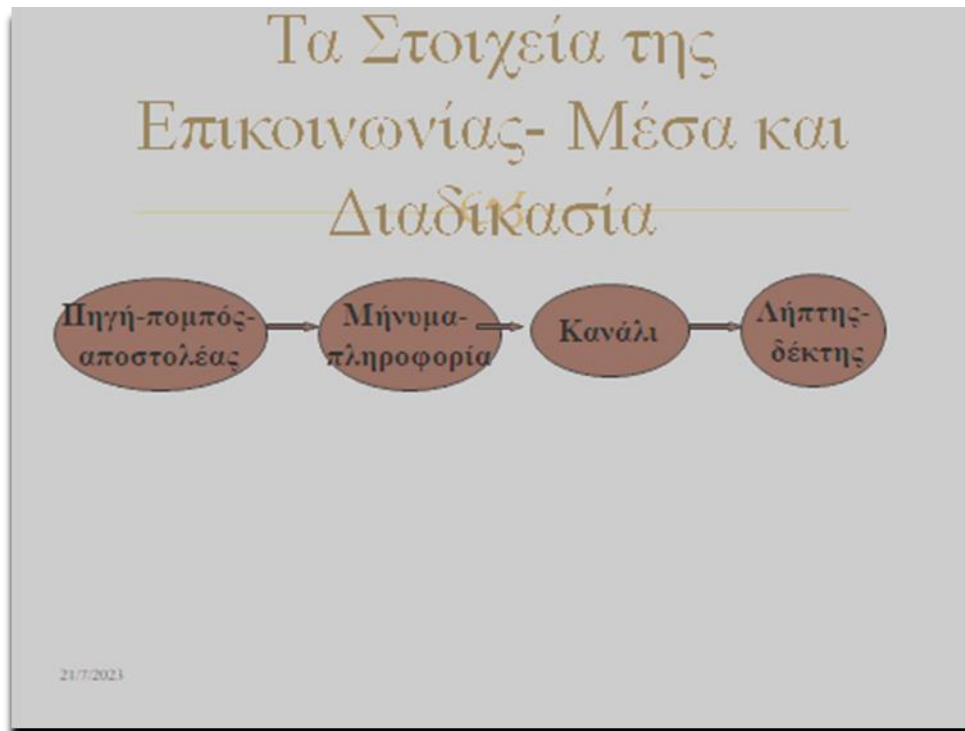 Τα Στοιχεία της
Επικοινωνίας- Μέσα και
Διαδικασία
Πηγή-πομπός-
αποστολέας
Μήνυμα-
πληροφορία
Κανάλι
Λήπτης-
δέκτης
21/7/2023